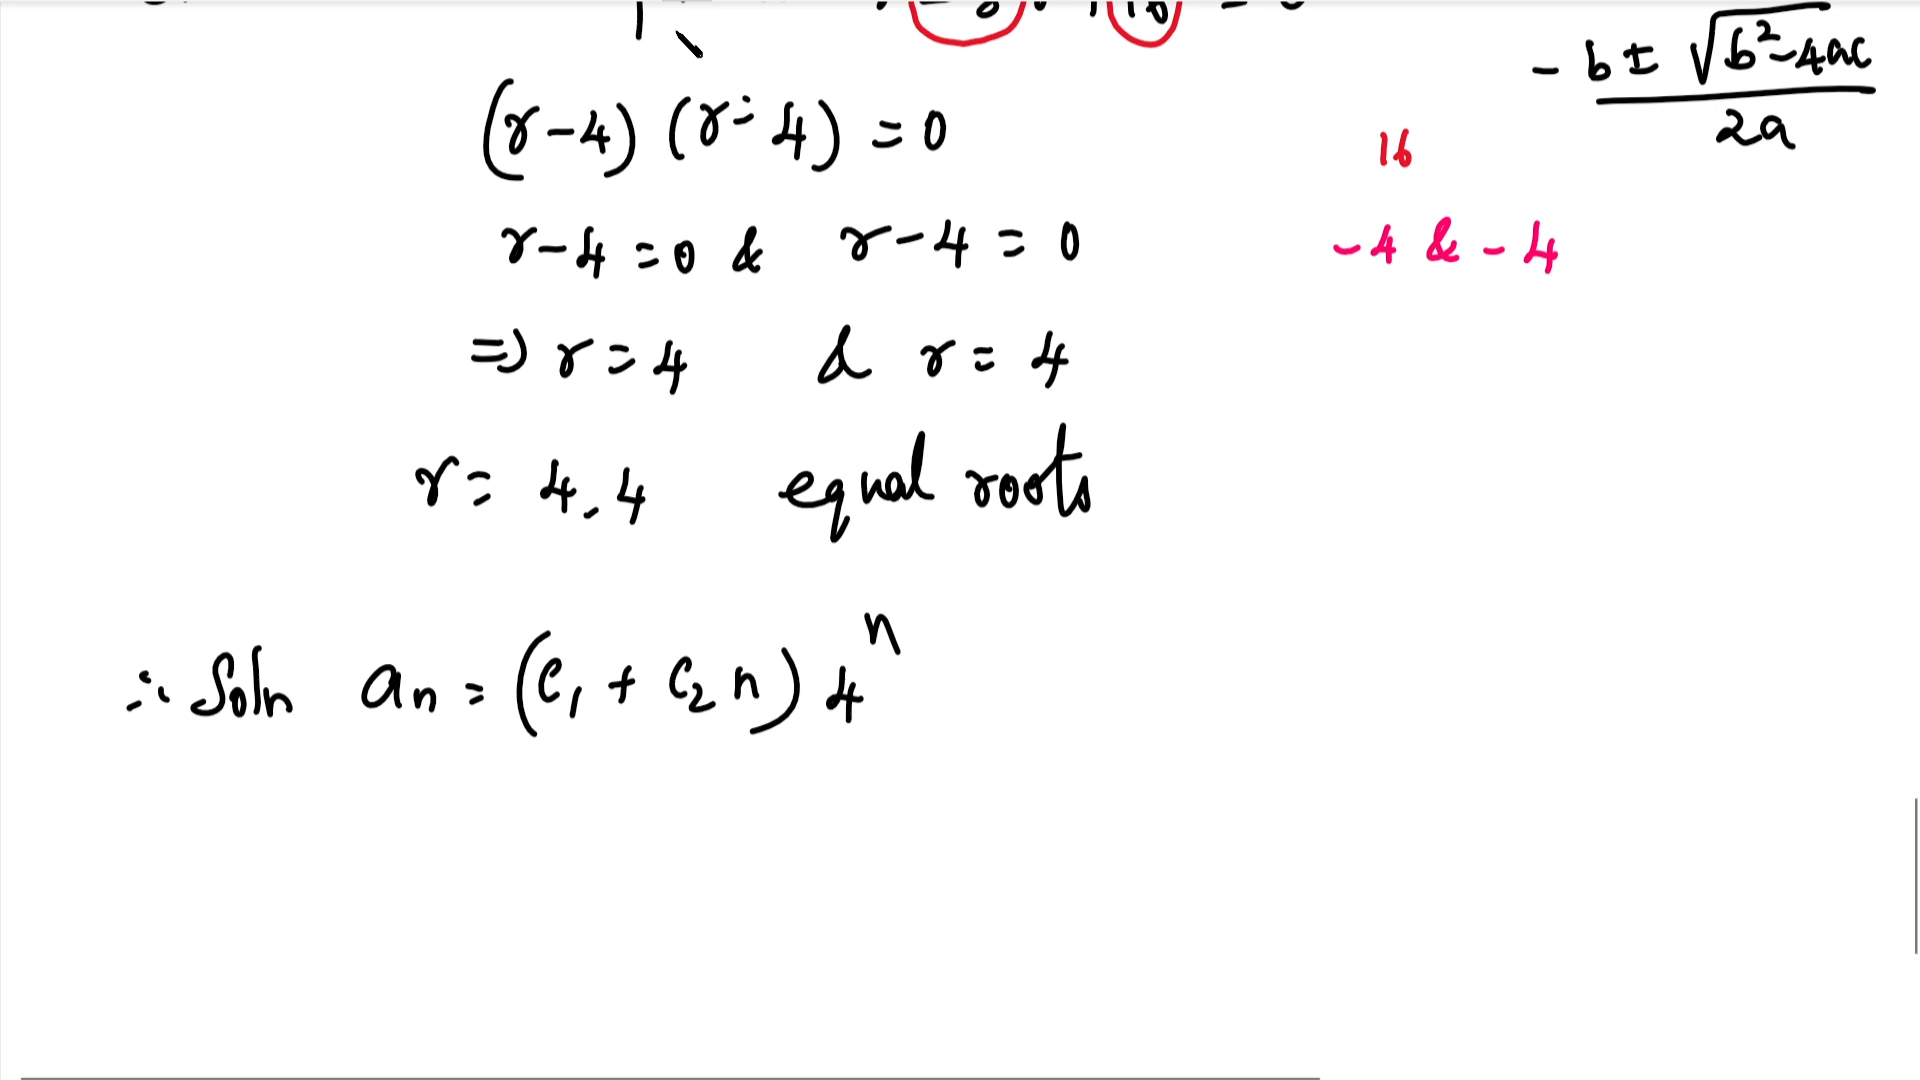 (r-4) (r-4) = 0
r-4 = 0 & r-4 = 0
=> r = 4 & r = 4
r = 4, 4 equal roots
∴ Soln aₙ = (C₁ + C₂ n) 4ⁿ
-b ± √b²-4ac
2a
16
-4 & -4